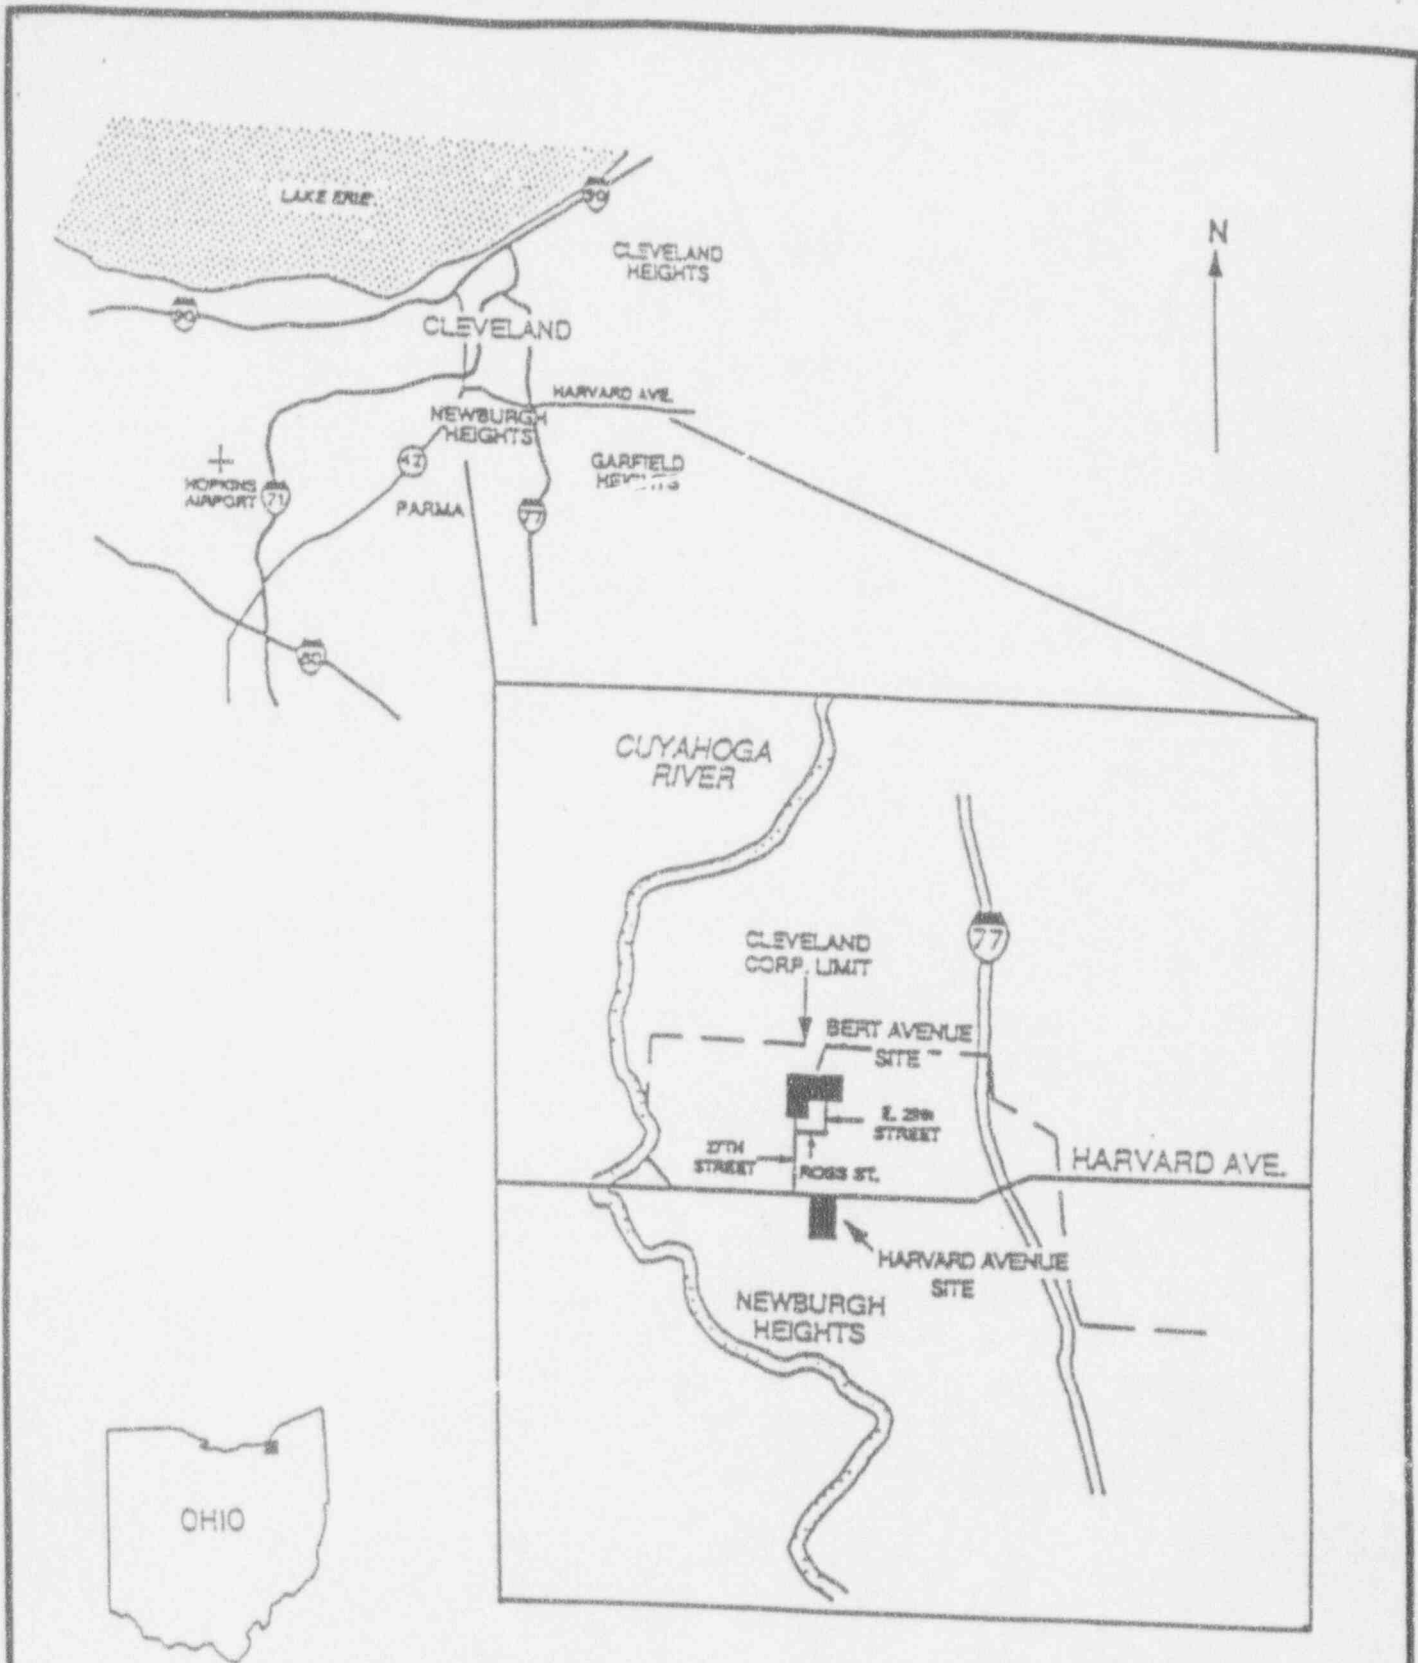 LAKE ERIE
90
N
CLEVELAND
HEIGHTS
90
CLEVELAND
HARVARD AVE.
NEWBURGH
HEIGHTS
42
GARFIELD
HEIGHTS
HOPKINS
AIRPORT
71
PARMA
77
80
CUYAHOGA
RIVER
77
CLEVELAND
CORP. LIMIT
BERT AVENUE
SITE
E. 29th
STREET
27TH
STREET
ROSS ST.
HARVARD AVE.
HARVARD AVENUE
SITE
NEWBURGH
HEIGHTS
OHIO